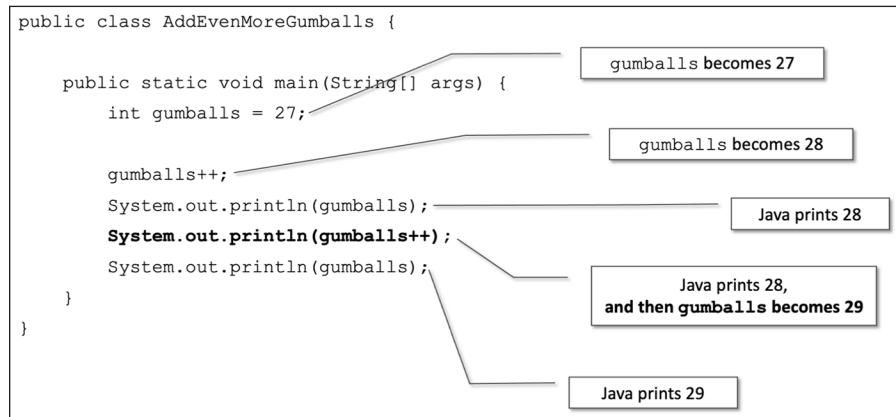 public class AddEvenMoreGumballs {
gumballs becomes 27
public static void main(String[] args) {
int gumballs = 27;
gumballs becomes 28
gumballs++;
System.out.println(gumballs);
Java prints 28
System.out.println(gumballs++);
System.out.println(gumballs);
Java prints 28,
and then gumballs becomes 29
}
}
Java prints 29